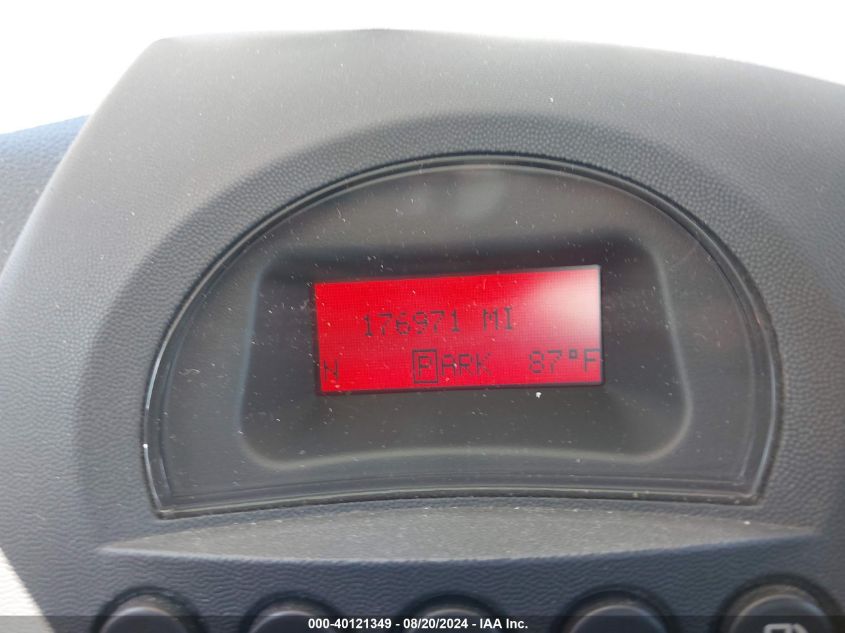 176971 MI
N PARK 87°F
000-40121349 - 08/20/2024 - IAA Inc.